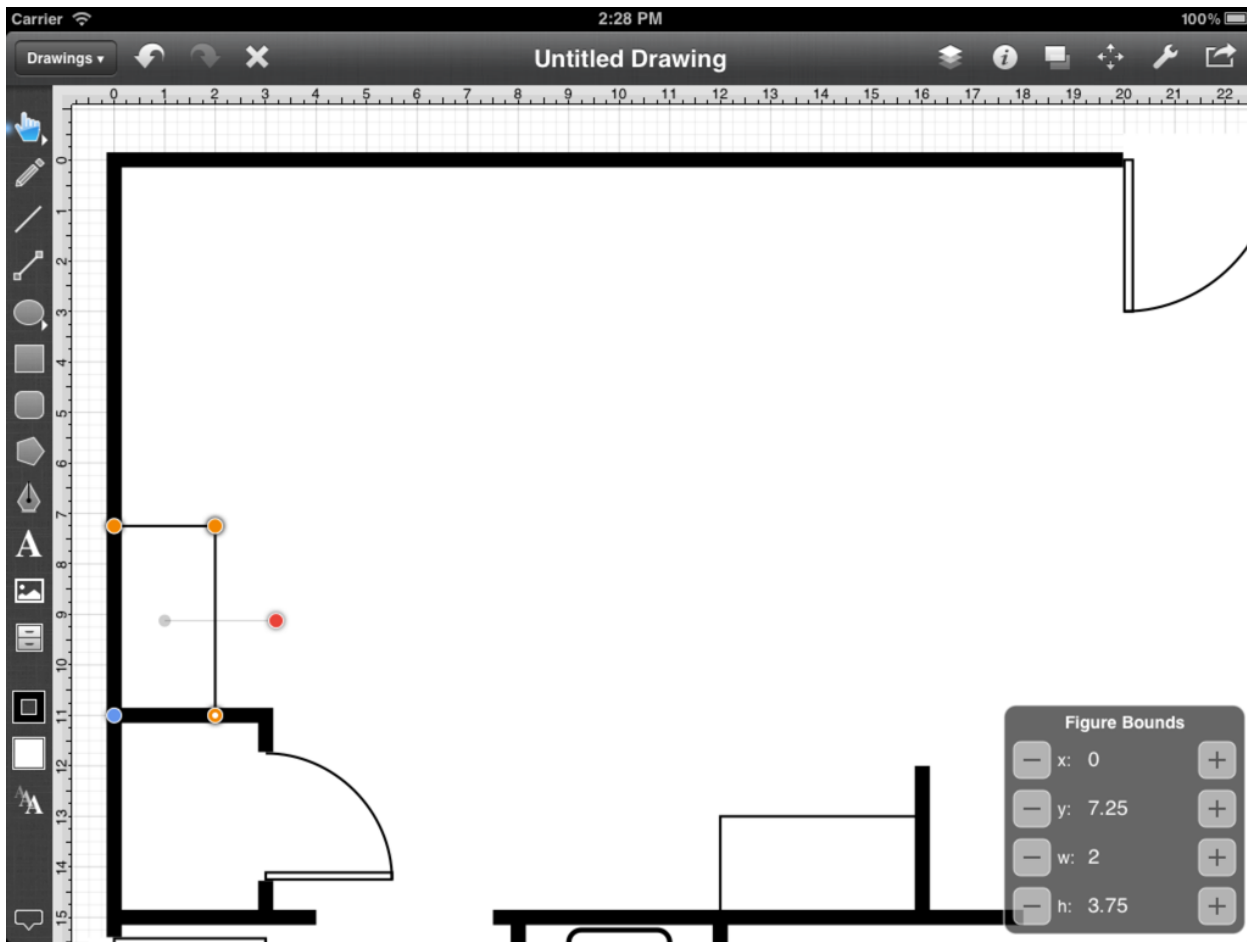 Carrier 2:28 PM 100%
Drawings ▾ Untitled Drawing
0 1 2 3 4 5 6 7 8 9 10 11 12 13 14 15 16 17 18 19 20 21 22
0
1
2
3
4
5
6
7
8
9
10
11
12
13
14
15
A
AAA
Figure Bounds
− x: 0 +
− y: 7.25 +
− w: 2 +
− h: 3.75 +